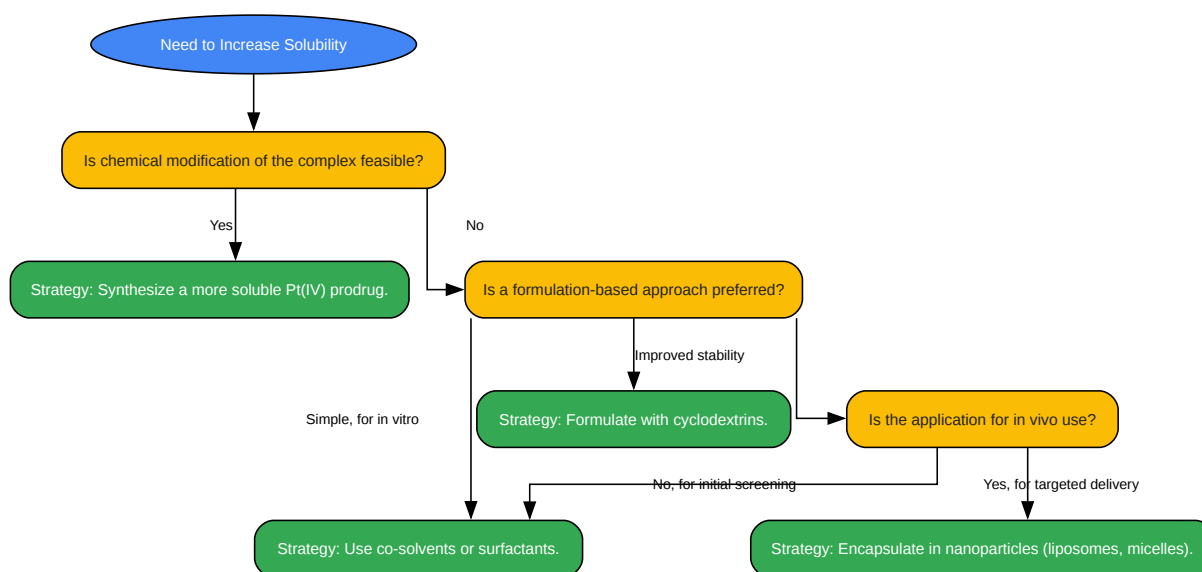 Need to Increase Solubility
Is chemical modification of the complex feasible?
Yes
No
Strategy: Synthesize a more soluble Pt(IV) prodrug.
Is a formulation-based approach preferred?
Improved stability
Simple, for in vitro
Strategy: Formulate with cyclodextrins.
Is the application for in vivo use?
No, for initial screening
Yes, for targeted delivery
Strategy: Use co-solvents or surfactants.
Strategy: Encapsulate in nanoparticles (liposomes, micelles).